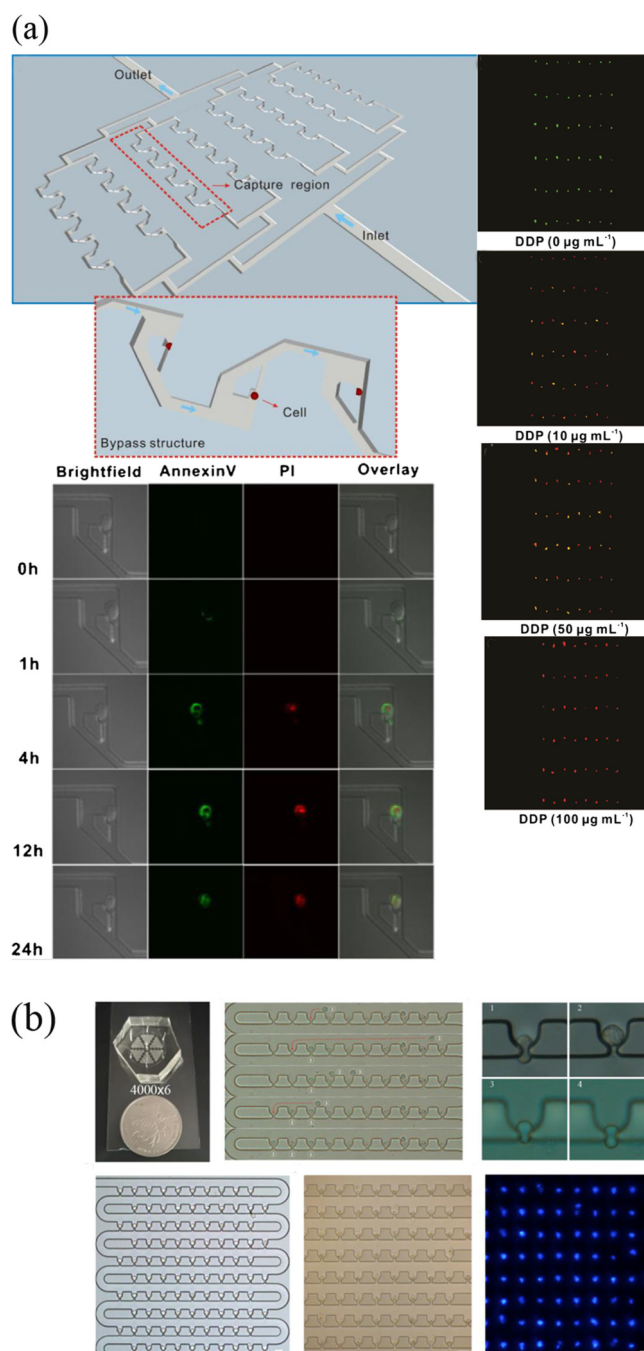 (a)
Outlet
Capture region
Inlet
Cell
Bypass structure
DDP (0 µg mL⁻¹)
DDP (10 µg mL⁻¹)
DDP (50 µg mL⁻¹)
DDP (100 µg mL⁻¹)
Brightfield AnnexinV PI Overlay
0h
1h
4h
12h
24h
(b)
4000x6
1 2
3 4